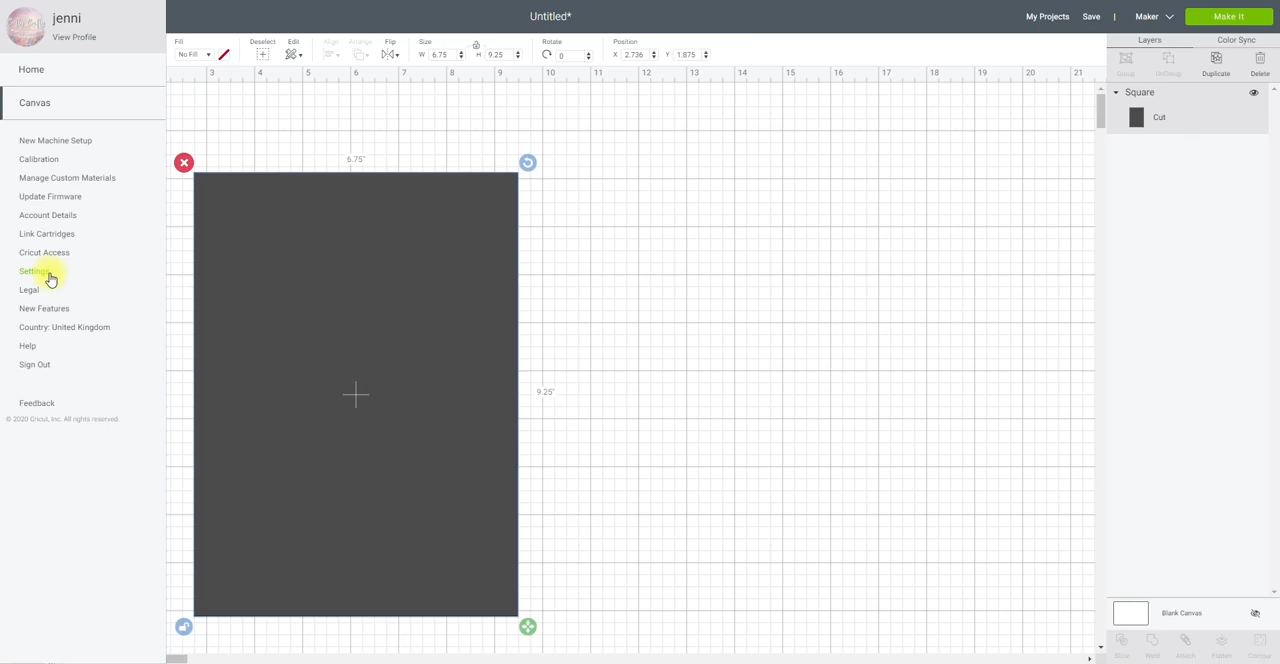 jenni
View Profile
Home
Canvas
New Machine Setup
Calibration
Manage Custom Materials
Update Firmware
Account Details
Link Cartridges
Cricut Access
Settings
Legal
New Features
Country: United Kingdom
Help
Sign Out
Feedback
© 2020 Cricut, Inc. All rights reserved.
Untitled*
My Projects Save | Maker Make It
Fill Deselect Edit Align Arrange Flip Size Rotate Position
No Fill W 6.75 H 9.25 0 X 2.736 Y 1.875
3 4 5 6 7 8 9 10 11 12 13 14 15 16 17 18 19 20 21
6.75"
9.25"
Layers Color Sync
Group UnGroup Duplicate Delete
Square
Cut
Blank Canvas
Slice Weld Attach Flatten Contour